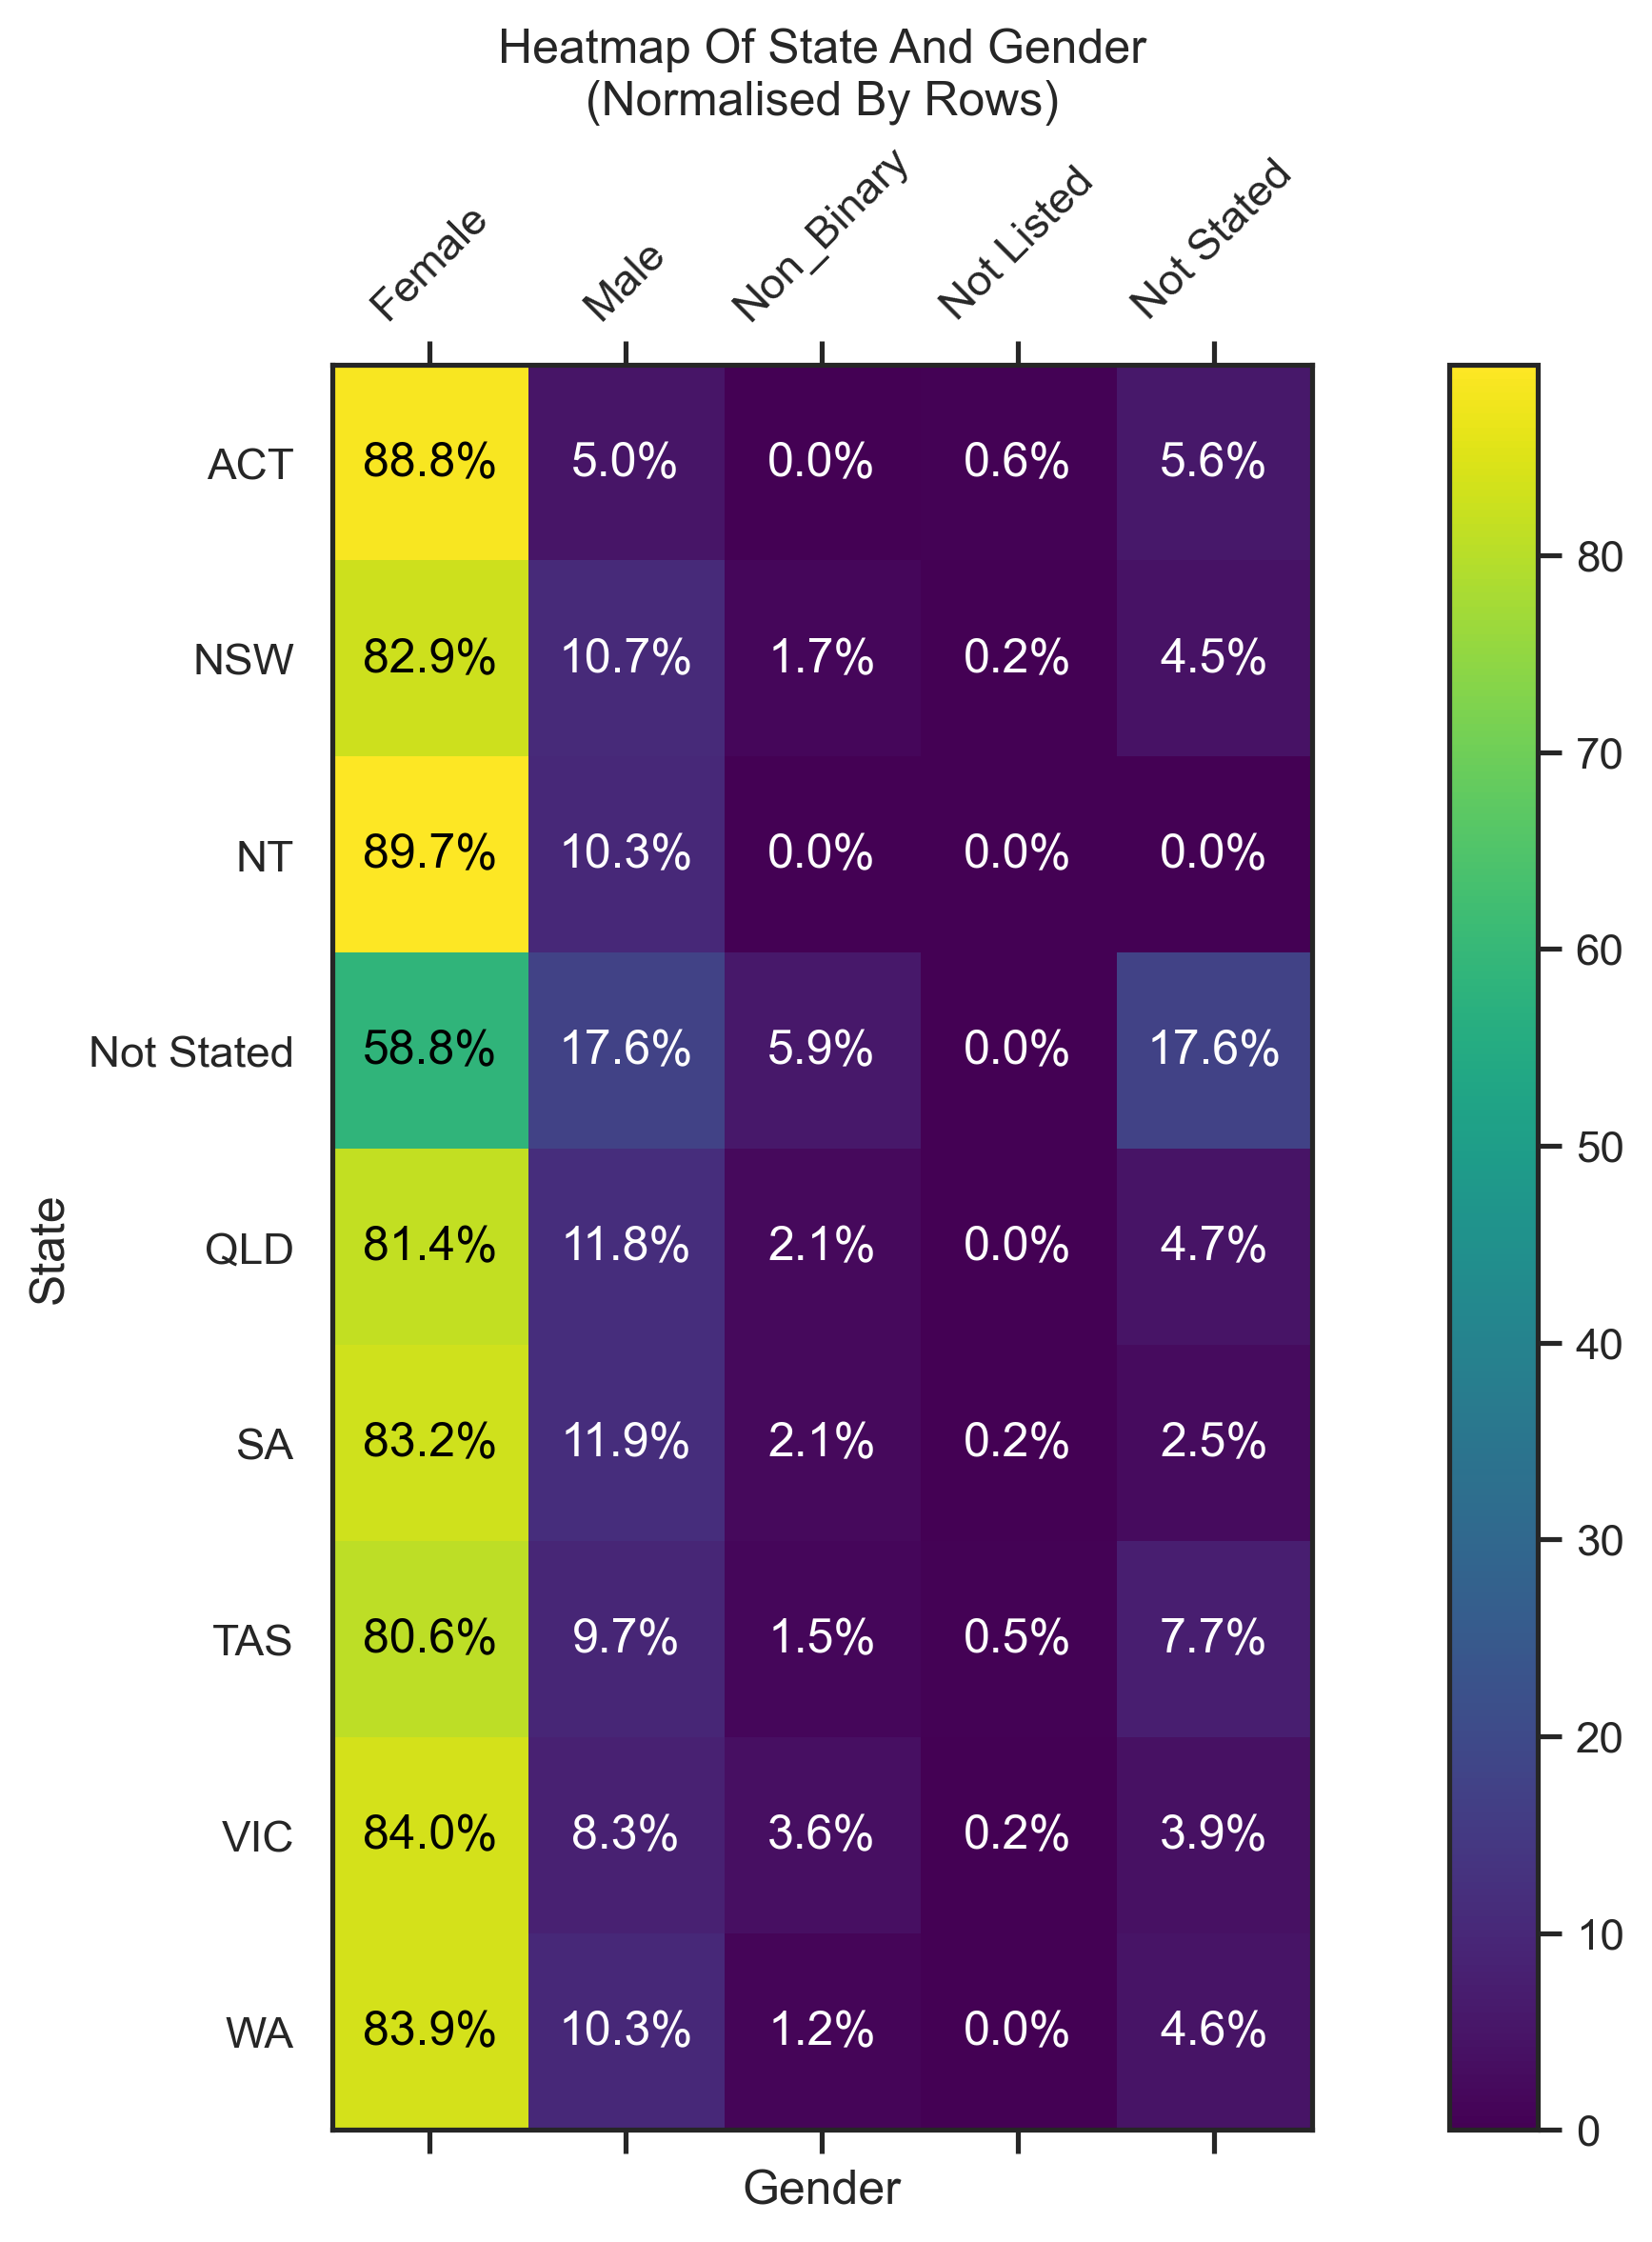 Heatmap Of State And Gender
(Normalised By Rows)
Female Male Non_Binary Not Listed Not Stated
ACT 88.8% 5.0% 0.0% 0.6% 5.6%
NSW 82.9% 10.7% 1.7% 0.2% 4.5%
NT 89.7% 10.3% 0.0% 0.0% 0.0%
Not Stated 58.8% 17.6% 5.9% 0.0% 17.6%
QLD 81.4% 11.8% 2.1% 0.0% 4.7%
SA 83.2% 11.9% 2.1% 0.2% 2.5%
TAS 80.6% 9.7% 1.5% 0.5% 7.7%
VIC 84.0% 8.3% 3.6% 0.2% 3.9%
WA 83.9% 10.3% 1.2% 0.0% 4.6%
State
Gender
80
70
60
50
40
30
20
10
0